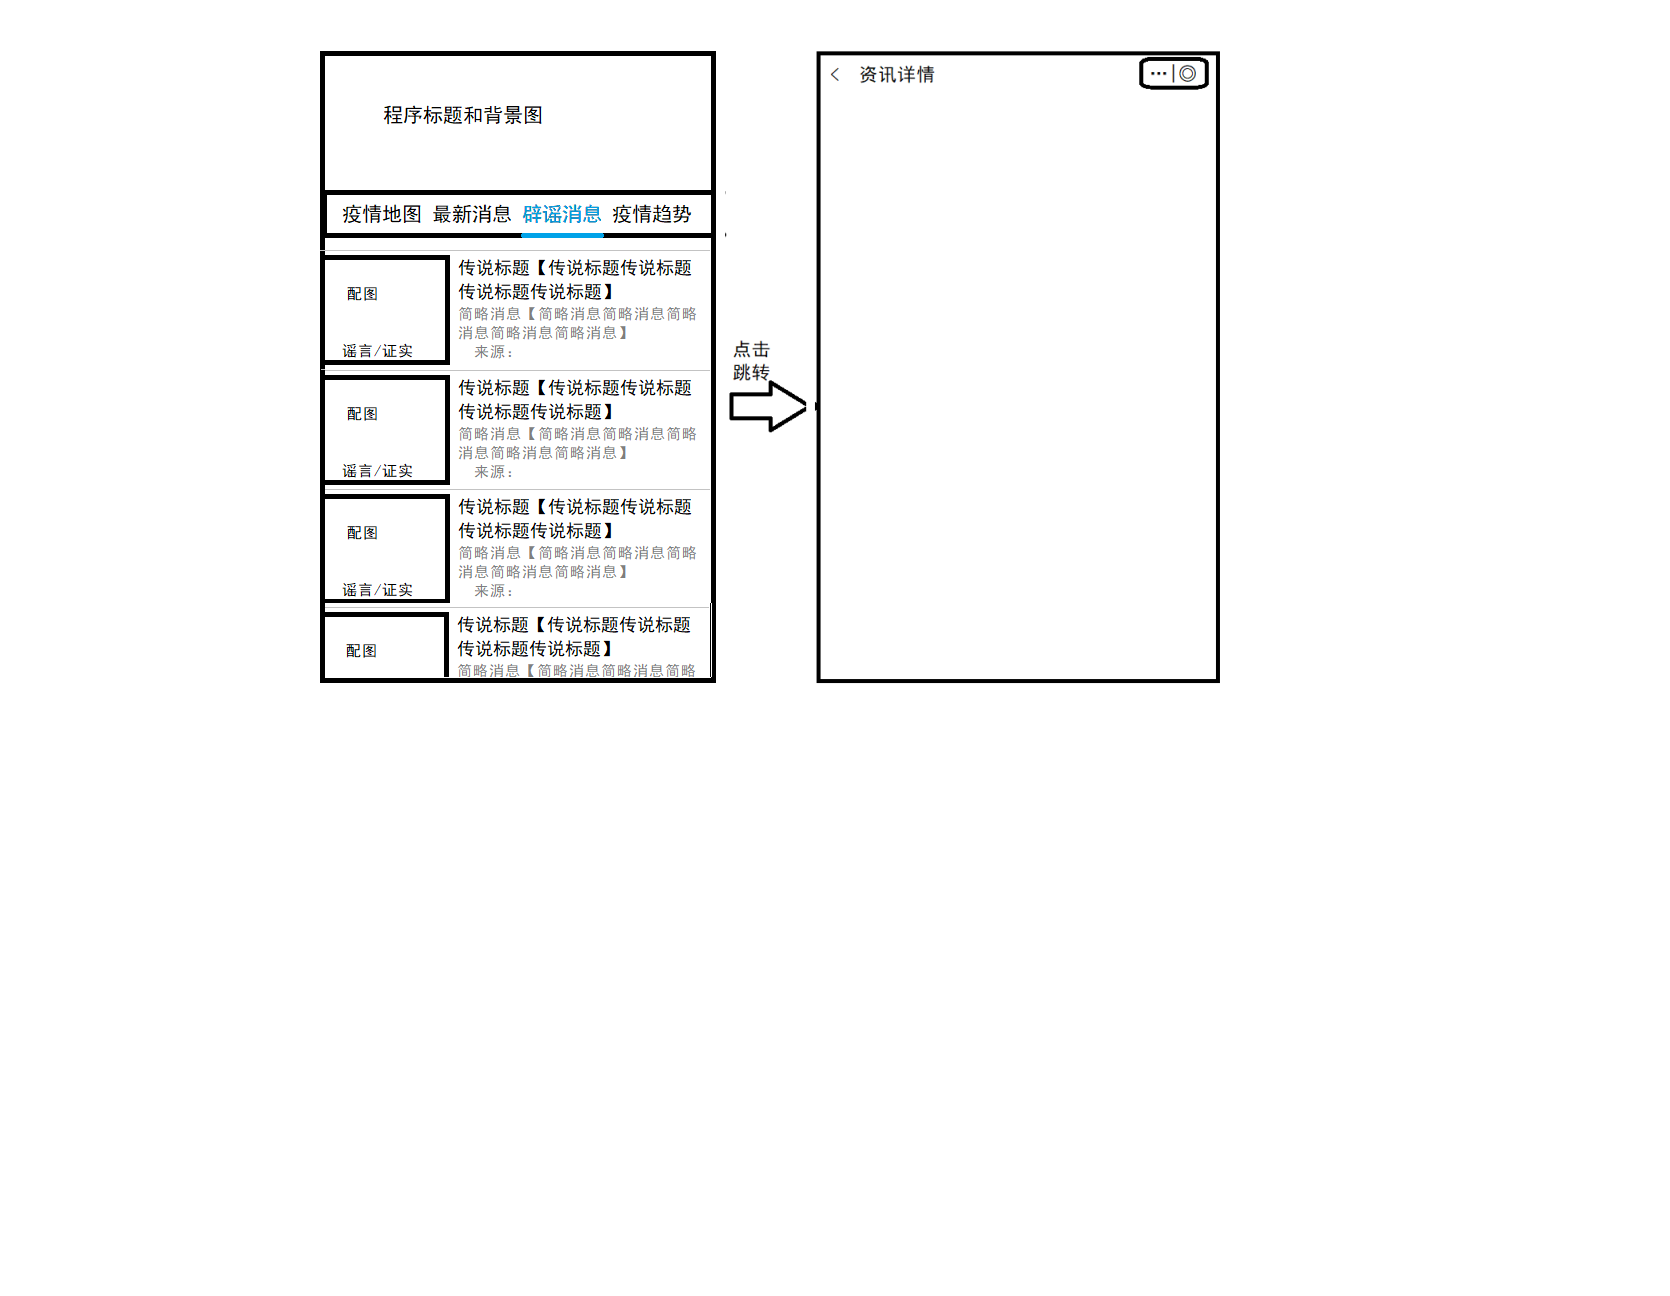 程序标题和背景图
疫情地图 最新消息 辟谣消息 疫情趋势
配图
谣言/证实
传说标题【传说标题传说标题
传说标题传说标题】
简略消息【简略消息简略消息简略
消息简略消息简略消息】
来源：
配图
谣言/证实
传说标题【传说标题传说标题
传说标题传说标题】
简略消息【简略消息简略消息简略
消息简略消息简略消息】
来源：
配图
谣言/证实
传说标题【传说标题传说标题
传说标题传说标题】
简略消息【简略消息简略消息简略
消息简略消息简略消息】
来源：
配图
传说标题【传说标题传说标题
传说标题传说标题】
简略消息【简略消息简略消息简略
点击
跳转
< 资讯详情